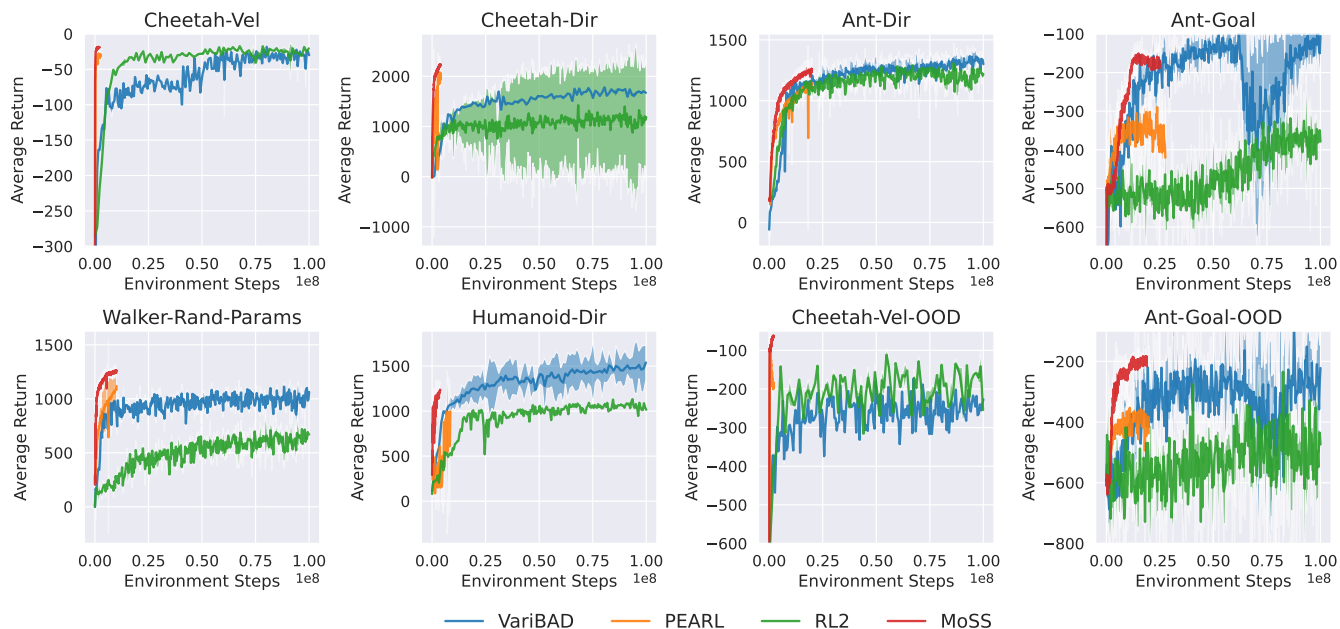 Cheetah-Vel
0
−50
−100
−150
−200
−250
−300
Average Return
0.00 0.25 0.50 0.75 1.00
Environment Steps 1e8
Cheetah-Dir
2000
1000
0
−1000
Average Return
0.00 0.25 0.50 0.75 1.00
Environment Steps 1e8
Ant-Dir
1500
1000
500
0
Average Return
0.00 0.25 0.50 0.75 1.00
Environment Steps 1e8
Ant-Goal
−100
−200
−300
−400
−500
−600
Average Return
0.00 0.25 0.50 0.75 1.00
Environment Steps 1e8
Walker-Rand-Params
1500
1000
500
0
Average Return
0.00 0.25 0.50 0.75 1.00
Environment Steps 1e8
Humanoid-Dir
1500
1000
500
0
Average Return
0.00 0.25 0.50 0.75 1.00
Environment Steps 1e8
Cheetah-Vel-OOD
−100
−200
−300
−400
−500
−600
Average Return
0.00 0.25 0.50 0.75 1.00
Environment Steps 1e8
Ant-Goal-OOD
−200
−400
−600
−800
Average Return
0.00 0.25 0.50 0.75 1.00
Environment Steps 1e8
VariBAD PEARL RL2 MoSS